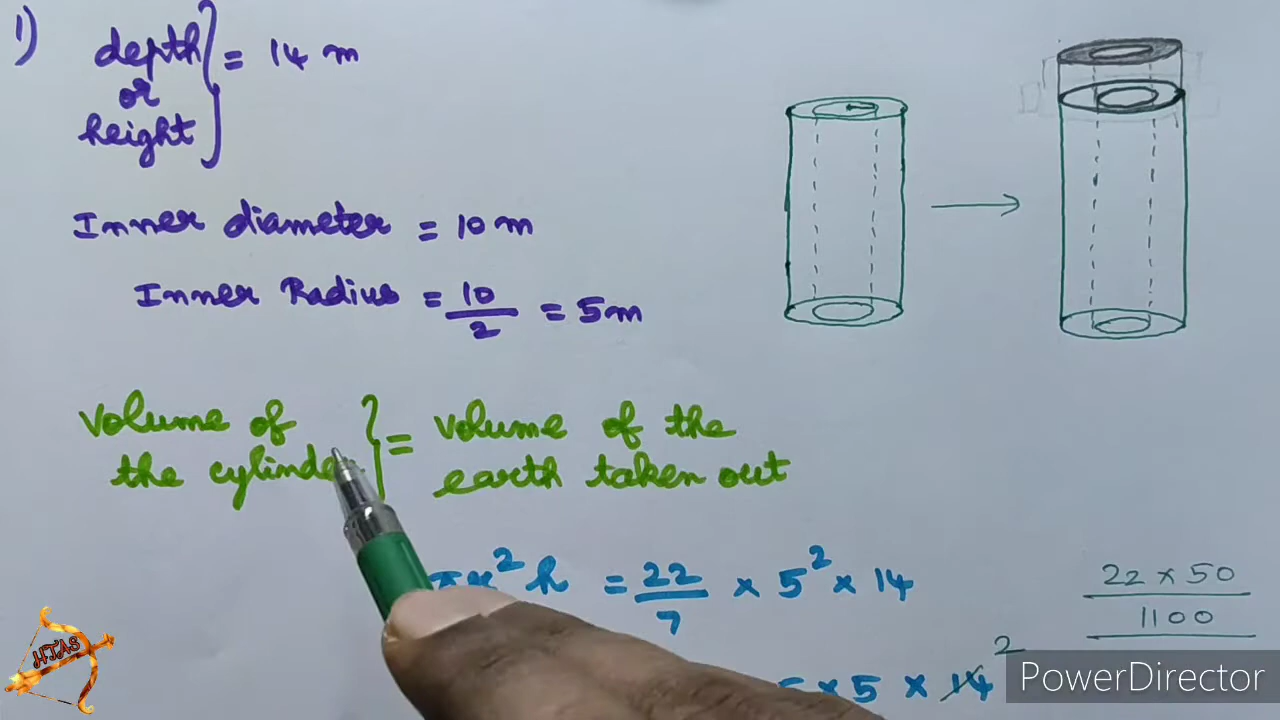 1)
depth
or
height
} = 14 m
Inner diameter = 10 m
Inner Radius = 10/2 = 5m
Volume of
the cylinder
} = volume of the
earth taken out
r² h = 22/7 × 5² × 14
22 × 50
1100
× 5 × 14 2
HTAS
PowerDirector